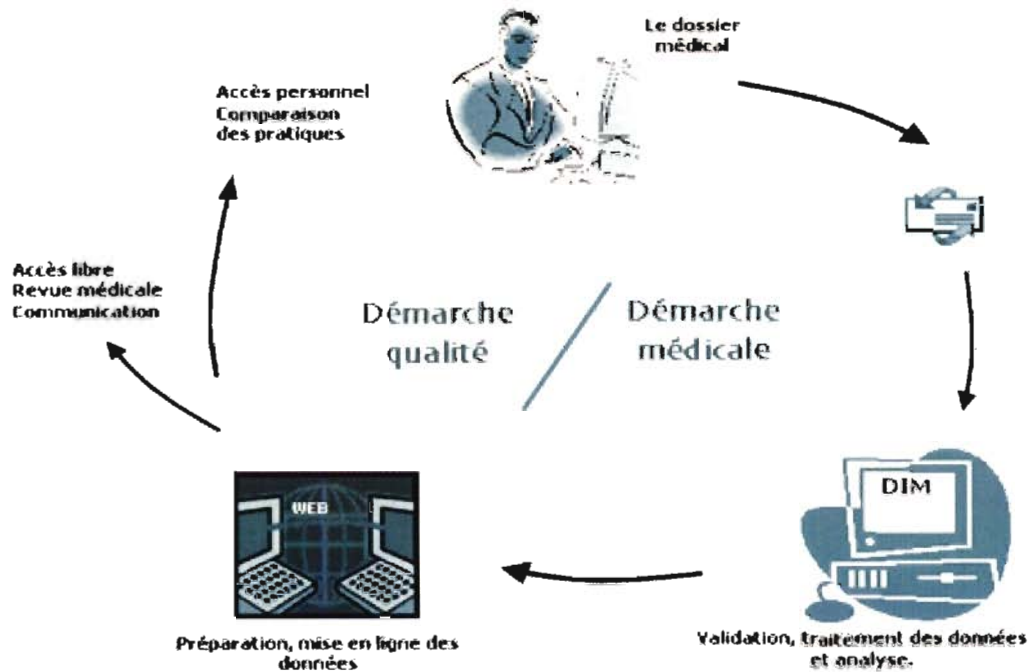 Le dossier
médical
Accès personnel
Comparaison
des pratiques
Accès libre
Revue médicale
Communication
Démarche
qualité
Démarche
médicale
DIM
WEB
Validation, traitement des données
et analyse.
Préparation, mise en ligne des
données